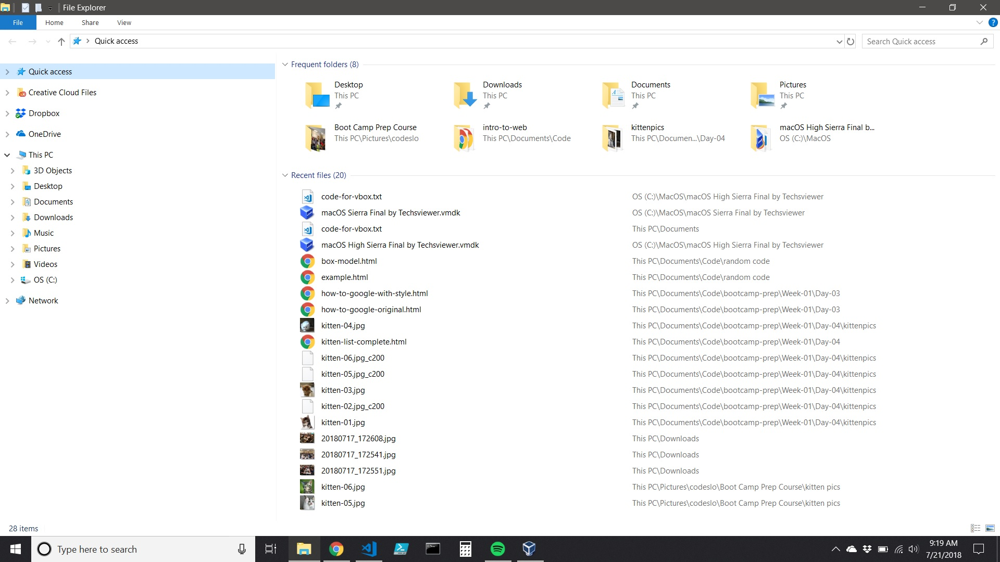 File Explorer
File Home Share View
Quick access
Search Quick access
Quick access
Creative Cloud Files
Dropbox
OneDrive
This PC
3D Objects
Desktop
Documents
Downloads
Music
Pictures
Videos
OS (C:)
Network
Frequent folders (8)
Desktop
This PC
Downloads
This PC
Documents
This PC
Pictures
This PC
Boot Camp Prep Course
This PC\Pictures\codeslo
intro-to-web
This PC\Documents\Code
kittenpics
This PC\Documen...\Day-04
macOS High Sierra Final b...
OS (C:)\MacOS
Recent files (20)
code-for-vbox.txt OS (C:)\MacOS\macOS High Sierra Final by Techsviewer
macOS Sierra Final by Techsviewer.vmdk OS (C:)\MacOS\macOS Sierra Final by Techsviewer
code-for-vbox.txt This PC\Documents
macOS High Sierra Final by Techsviewer.vmdk OS (C:)\MacOS\macOS High Sierra Final by Techsviewer
box-model.html This PC\Documents\Code\random code
example.html This PC\Documents\Code\random code
how-to-google-with-style.html This PC\Documents\Code\bootcamp-prep\Week-01\Day-03
how-to-google-original.html This PC\Documents\Code\bootcamp-prep\Week-01\Day-03
kitten-04.jpg This PC\Documents\Code\bootcamp-prep\Week-01\Day-04\kittenpics
kitten-list-complete.html This PC\Documents\Code\bootcamp-prep\Week-01\Day-04
kitten-06.jpg_c200 This PC\Documents\Code\bootcamp-prep\Week-01\Day-04\kittenpics
kitten-05.jpg_c200 This PC\Documents\Code\bootcamp-prep\Week-01\Day-04\kittenpics
kitten-03.jpg This PC\Documents\Code\bootcamp-prep\Week-01\Day-04\kittenpics
kitten-02.jpg_c200 This PC\Documents\Code\bootcamp-prep\Week-01\Day-04\kittenpics
kitten-01.jpg This PC\Documents\Code\bootcamp-prep\Week-01\Day-04\kittenpics
20180717_172608.jpg This PC\Downloads
20180717_172541.jpg This PC\Downloads
20180717_172551.jpg This PC\Downloads
kitten-06.jpg This PC\Pictures\codeslo\Boot Camp Prep Course\kitten pics
kitten-05.jpg This PC\Pictures\codeslo\Boot Camp Prep Course\kitten pics
28 items
Type here to search
9:19 AM
7/21/2018